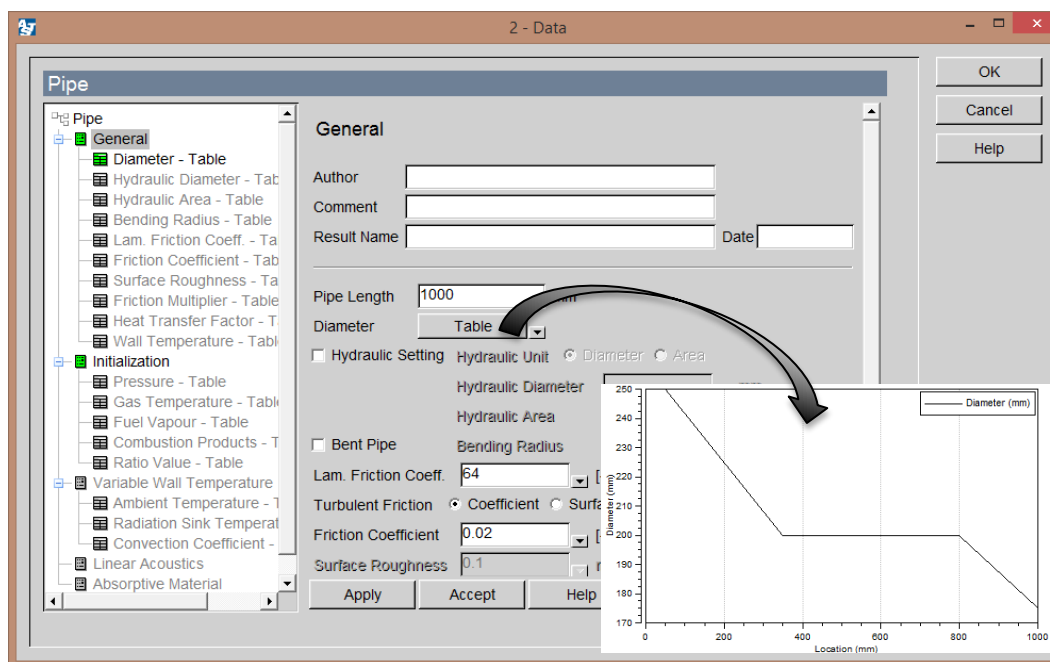 2 - Data
Pipe
OK
Cancel
Help
Pipe
General
Diameter - Table
Hydraulic Diameter - Tab
Hydraulic Area - Table
Bending Radius - Table
Lam. Friction Coeff. - Ta
Friction Coefficient - Tab
Surface Roughness - Ta
Friction Multiplier - Table
Heat Transfer Factor - T
Wall Temperature - Tabl
Initialization
Pressure - Table
Gas Temperature - Tabl
Fuel Vapour - Table
Combustion Products - T
Ratio Value - Table
Variable Wall Temperature
Ambient Temperature - T
Radiation Sink Temperat
Convection Coefficient -
Linear Acoustics
Absorptive Material
General
Author
Comment
Result Name Date
Pipe Length 1000
Diameter Table
Hydraulic Setting Hydraulic Unit Diameter Area
Hydraulic Diameter
Hydraulic Area
Bent Pipe Bending Radius
Lam. Friction Coeff. 64
Turbulent Friction Coefficient Surfa
Friction Coefficient 0.02
Surface Roughness 0.1
Apply Accept Help
Diameter (mm)
250
240
230
220
210
200
190
180
170
Diameter (mm)
0 200 400 600 800 1000
Location (mm)